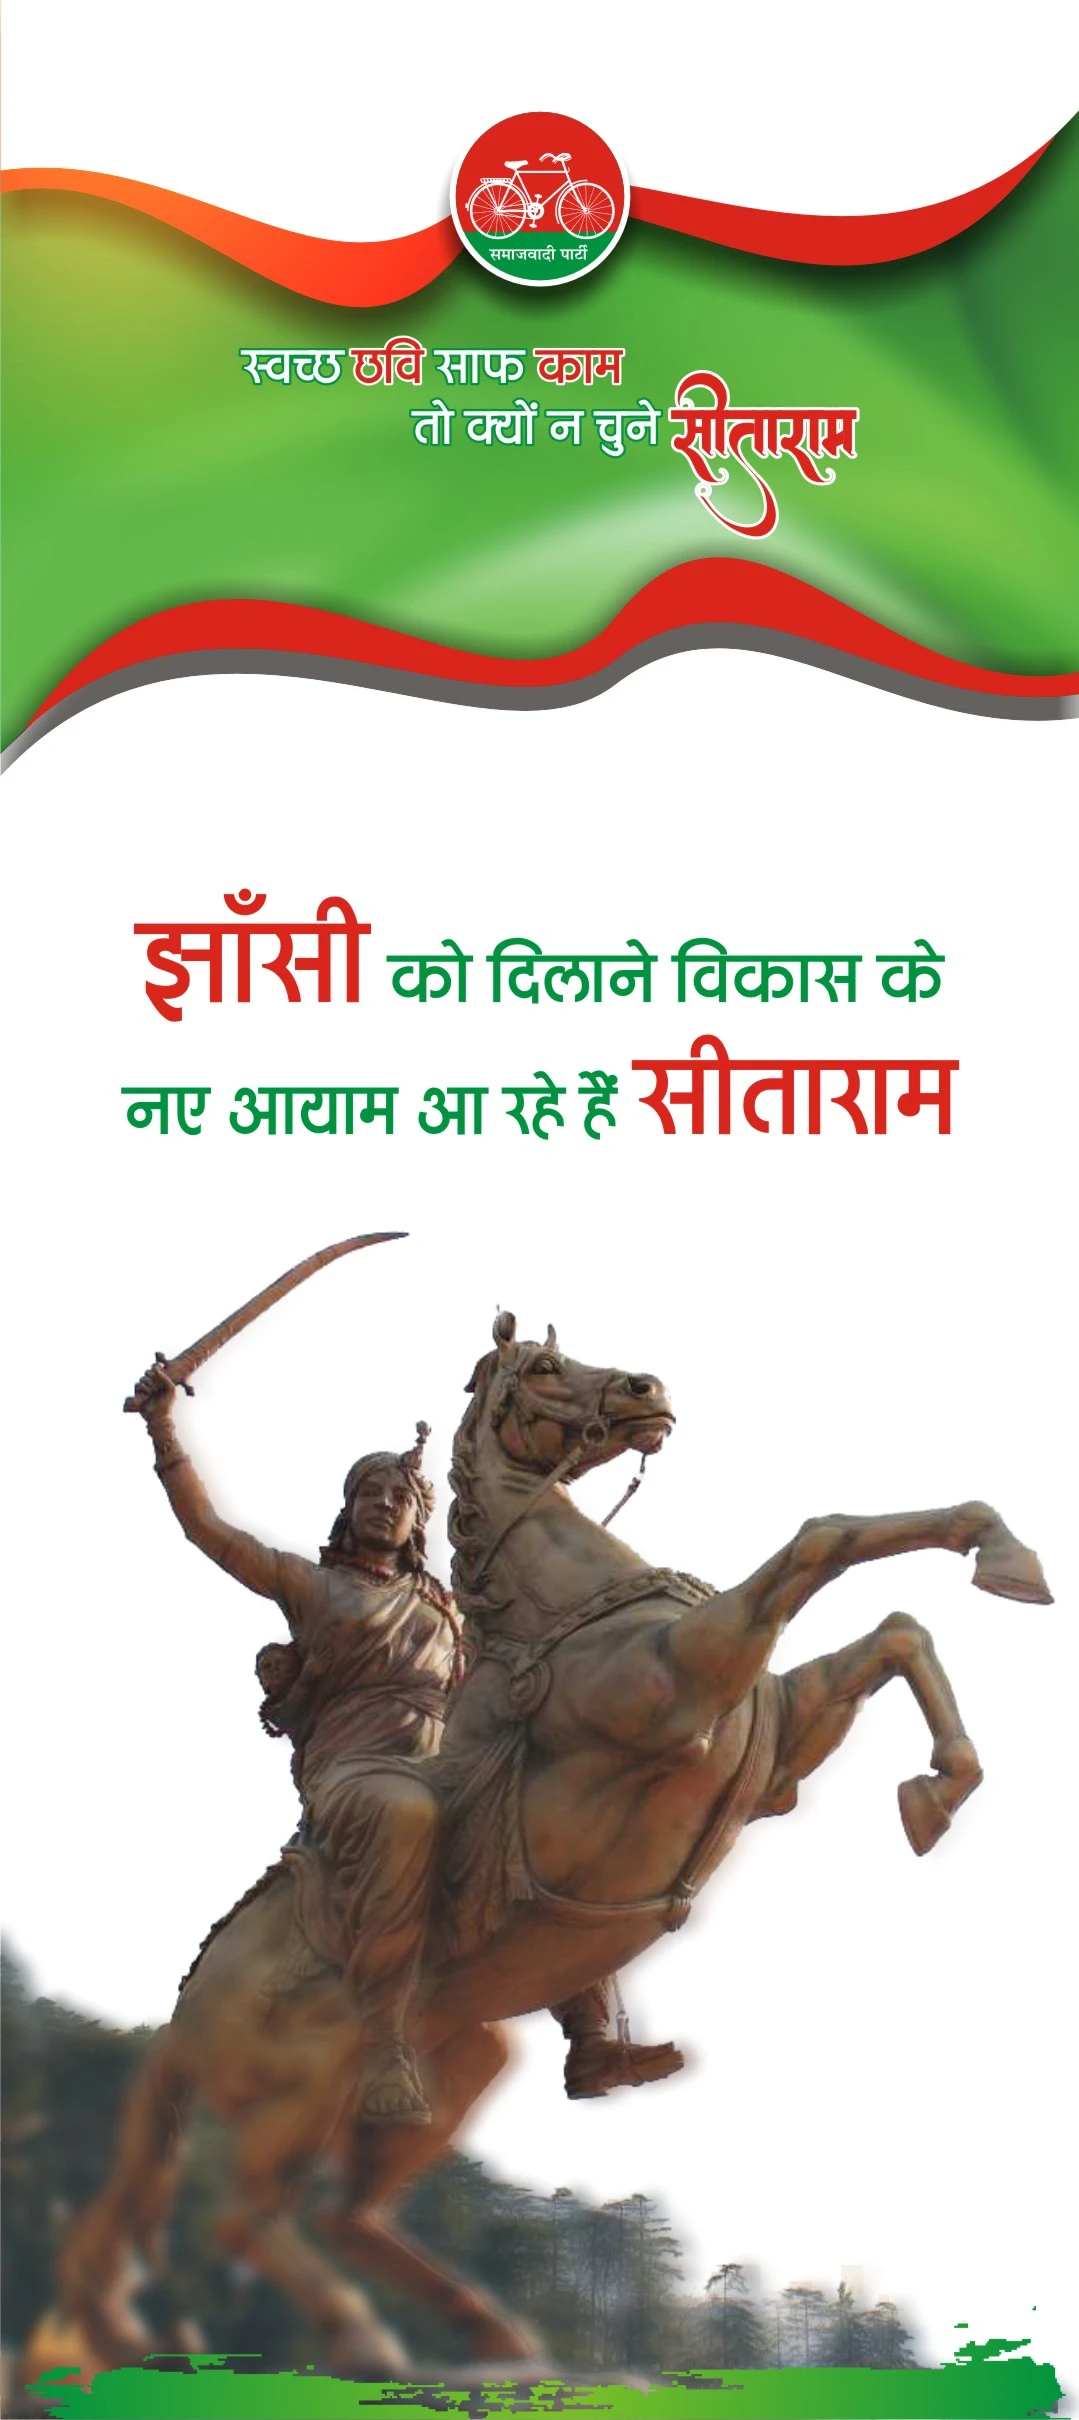 समाजवादी पार्टी
स्वच्छ छवि साफ काम
तो क्यों न चुने सीताराम
झाँसी को दिलाने विकास के
नए आयाम आ रहे हैं सीताराम